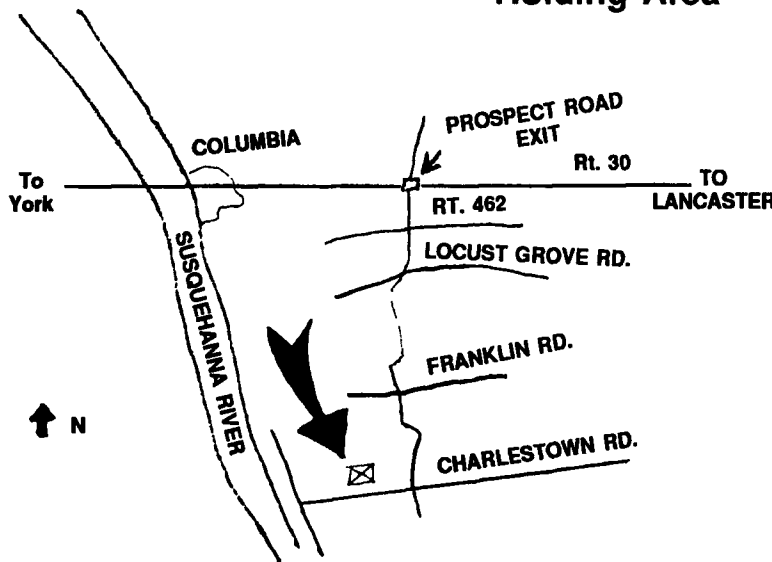 Holding Area
PROSPECT ROAD
EXIT
COLUMBIA
Rt. 30
To
York
TO
LANCASTER
RT. 462
LOCUST GROVE RD.
SUSQUEHANNA RIVER
FRANKLIN RD.
N
CHARLESTOWN RD.